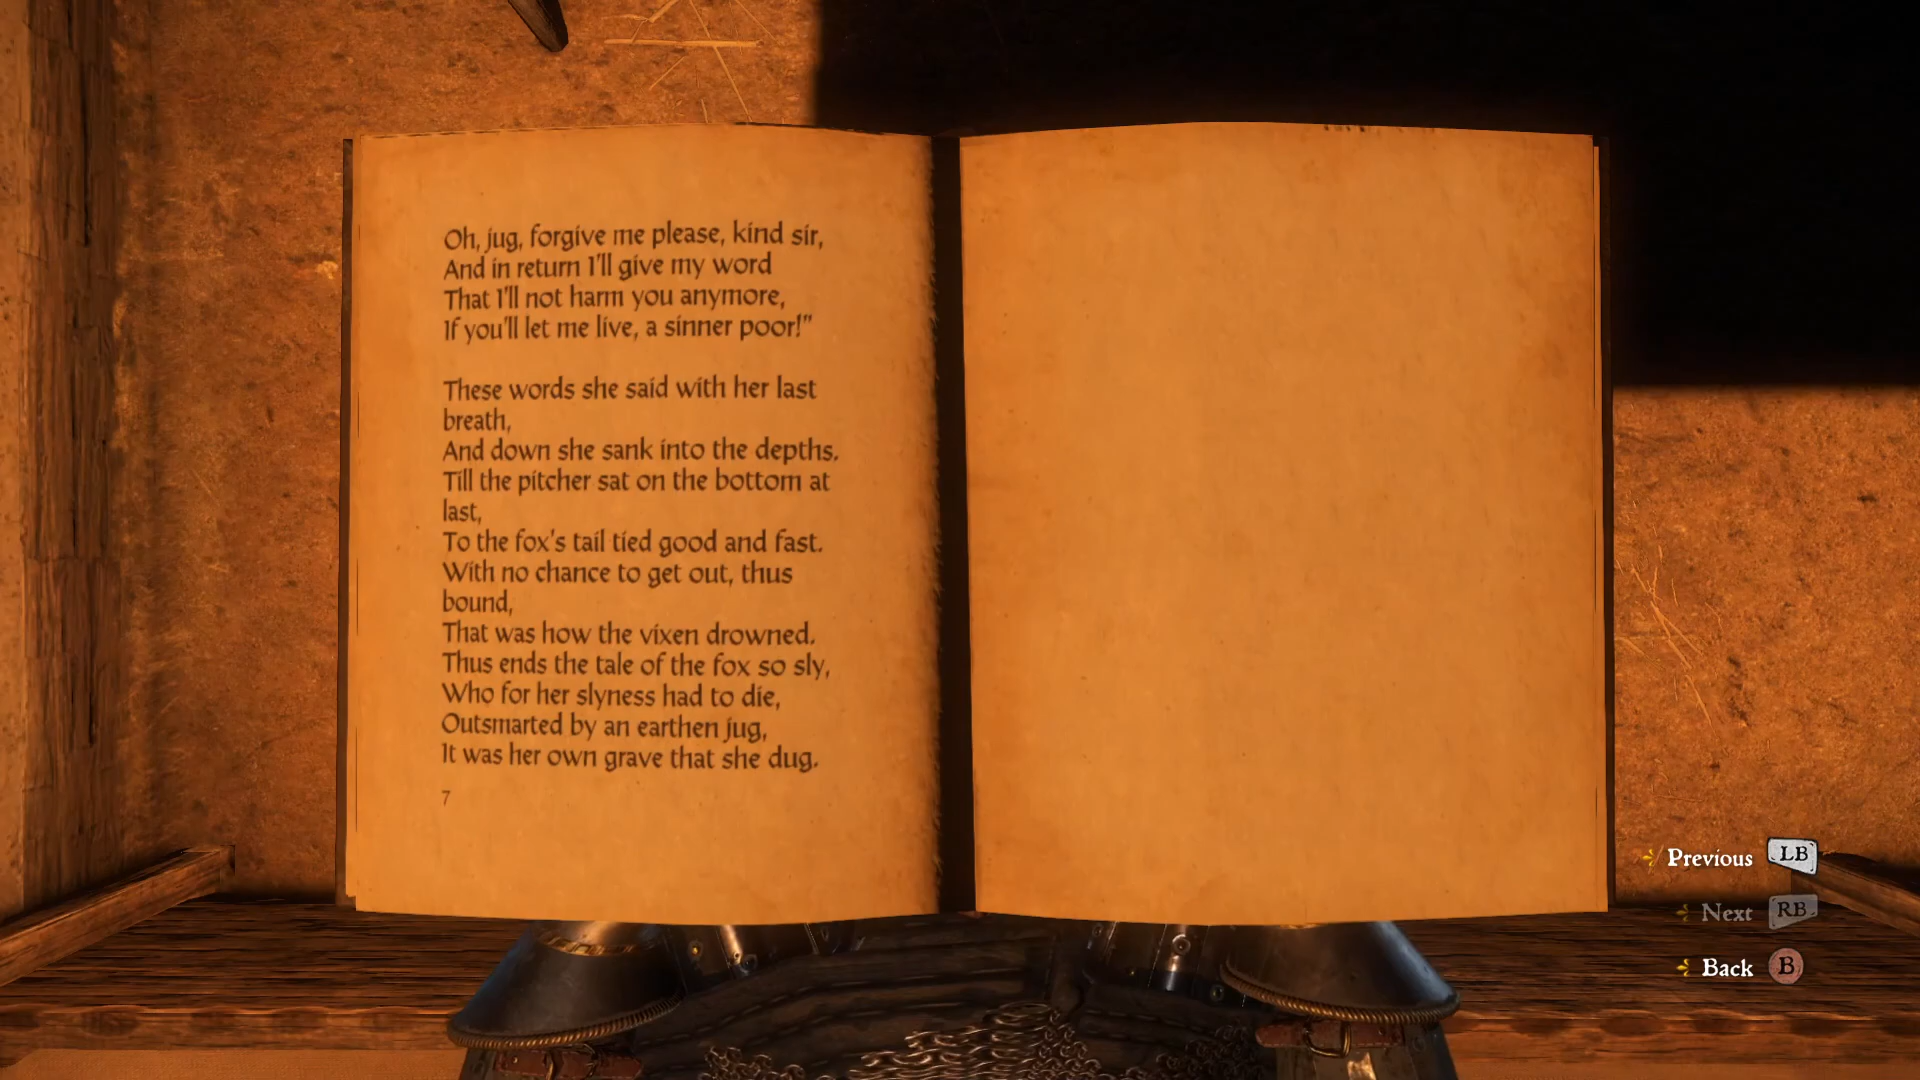 Oh, jug, forgive me please, kind sir,
And in return I'll give my word
That I'll not harm you anymore,
If you'll let me live, a sinner poor!"
These words she said with her last
breath,
And down she sank into the depths.
Till the pitcher sat on the bottom at
last,
To the fox's tail tied good and fast.
With no chance to get out, thus
bound,
That was how the vixen drowned.
Thus ends the tale of the fox so sly,
Who for her slyness had to die,
Outsmarted by an earthen jug,
It was her own grave that she dug.
7
Previous LB
Next RB
Back B